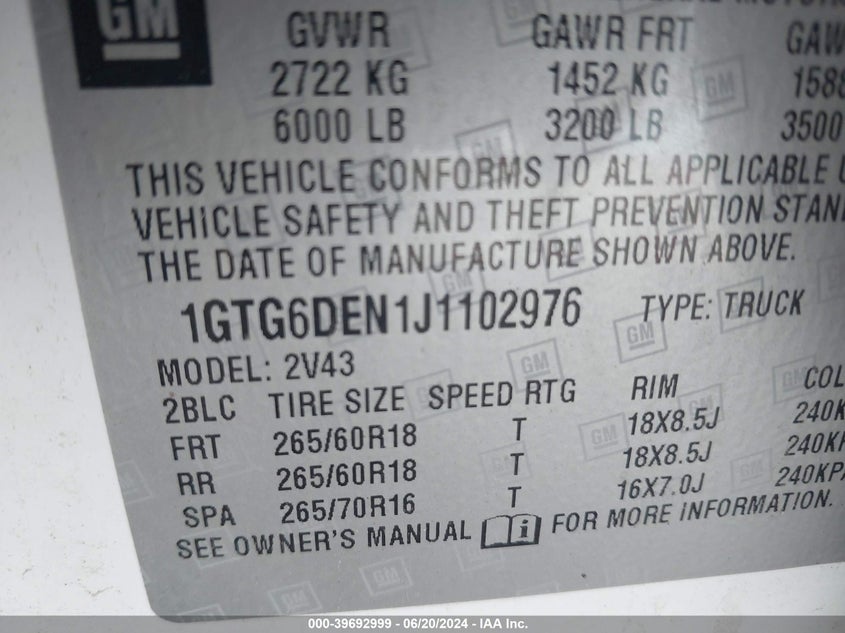 GM
GVWR GAWR FRT
2722 KG 1452 KG
6000 LB 3200 LB 3500
THIS VEHICLE CONFORMS TO ALL APPLICABLE
VEHICLE SAFETY AND THEFT PREVENTION
THE DATE OF MANUFACTURE SHOWN ABOVE.
1GTG6DEN1J1102976 TYPE: TRUCK
MODEL: 2V43
2BLC TIRE SIZE SPEED RTG RIM
FRT 265/60R18 T 18X8.5J
RR 265/60R18 T 18X8.5J
SPA 265/70R16 T 16X7.0J 240KPA
SEE OWNER'S MANUAL i FOR MORE INFORMATION.
000-39692999 - 06/20/2024 - IAA Inc.